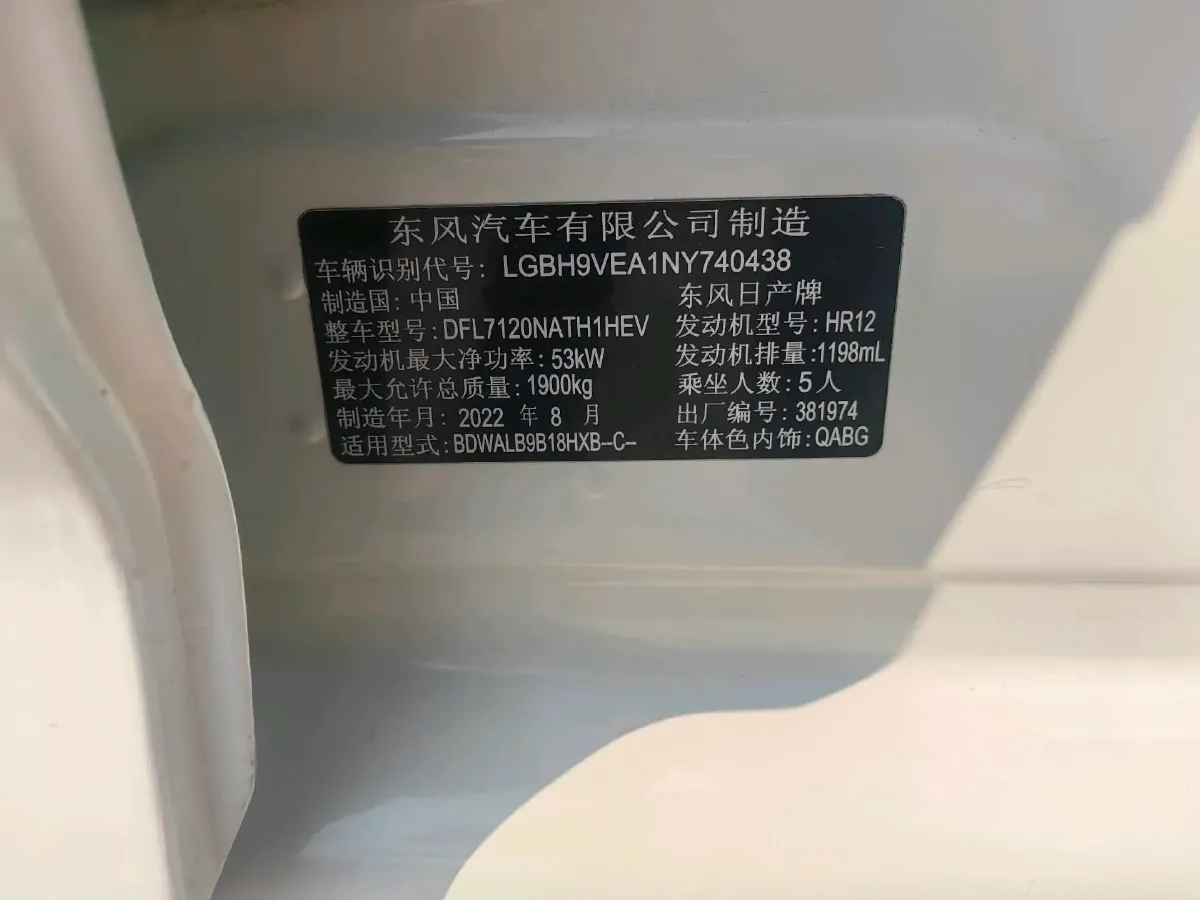 东风汽车有限公司制造
车辆识别代号: LGBH9VEA1NY740438
制造国: 中国 东风日产牌
整车型号: DFL7120NATH1HEV 发动机型号: HR12
发动机最大净功率: 53kW 发动机排量: 1198mL
最大允许总质量: 1900kg 乘坐人数: 5人
制造年月: 2022 年 8 月 出厂编号: 381974
适用型式: BDWALB9B18HXB--C- 车体色内饰: QABG